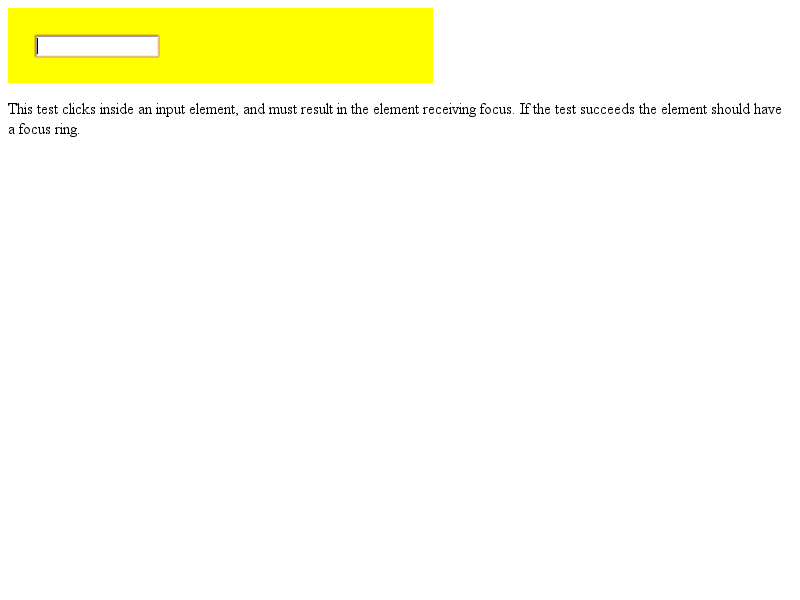 This test clicks inside an input element, and must result in the element receiving focus. If the test succeeds the element should have
a focus ring.